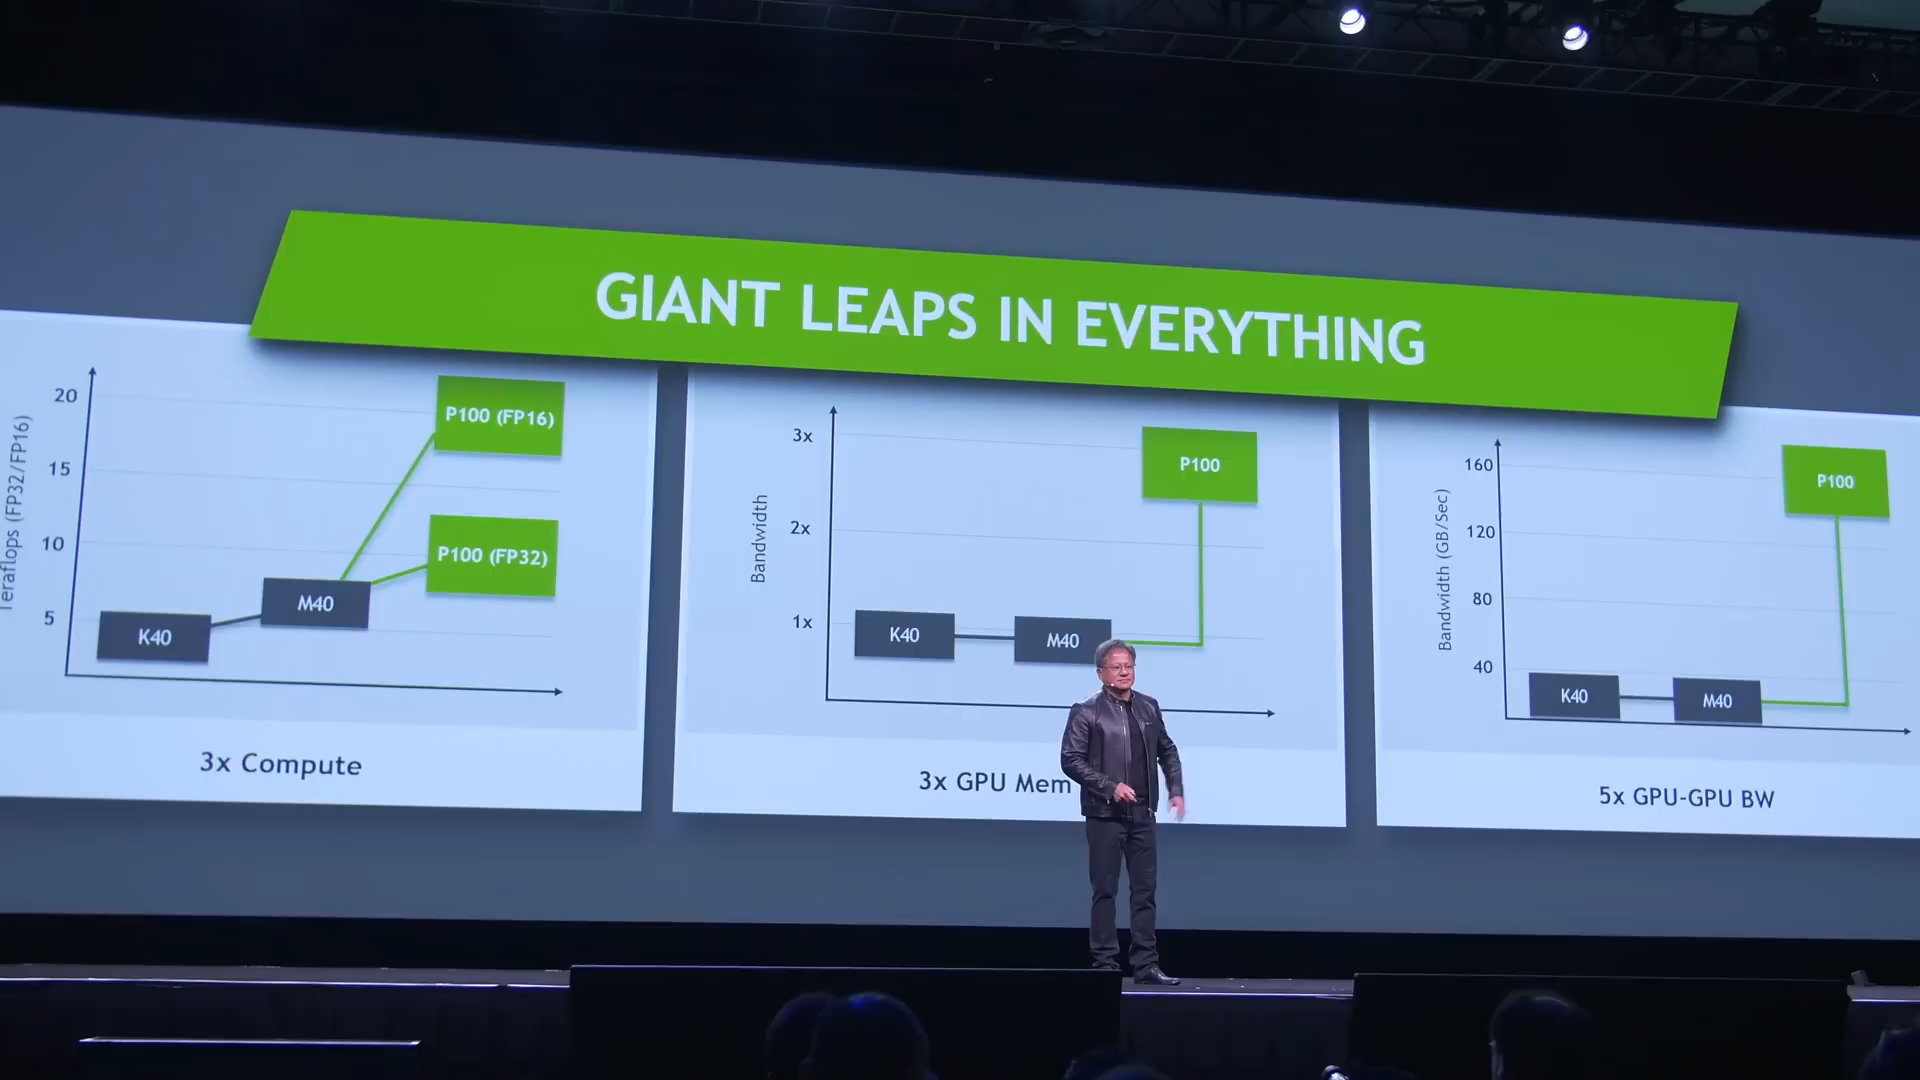 GIANT LEAPS IN EVERYTHING
Teraflops (FP32/FP16)
20
15
10
5
K40
M40
P100 (FP16)
P100 (FP32)
3x Compute
Bandwidth
3x
2x
1x
K40
M40
P100
3x GPU Mem
Bandwidth (GB/Sec)
160
120
80
40
K40
M40
P100
5x GPU-GPU BW